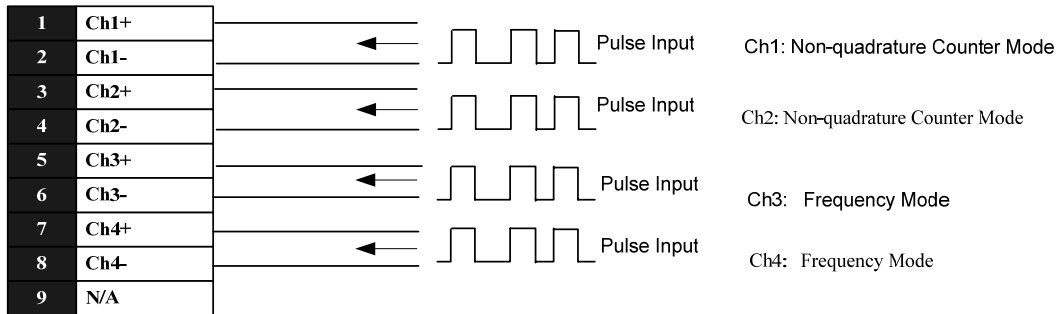 1 Ch1+
2 Ch1-
Pulse Input
Ch1: Non-quadrature Counter Mode
3 Ch2+
4 Ch2-
Pulse Input
Ch2: Non-quadrature Counter Mode
5 Ch3+
6 Ch3-
Pulse Input
Ch3: Frequency Mode
7 Ch4+
8 Ch4-
Pulse Input
Ch4: Frequency Mode
9 N/A